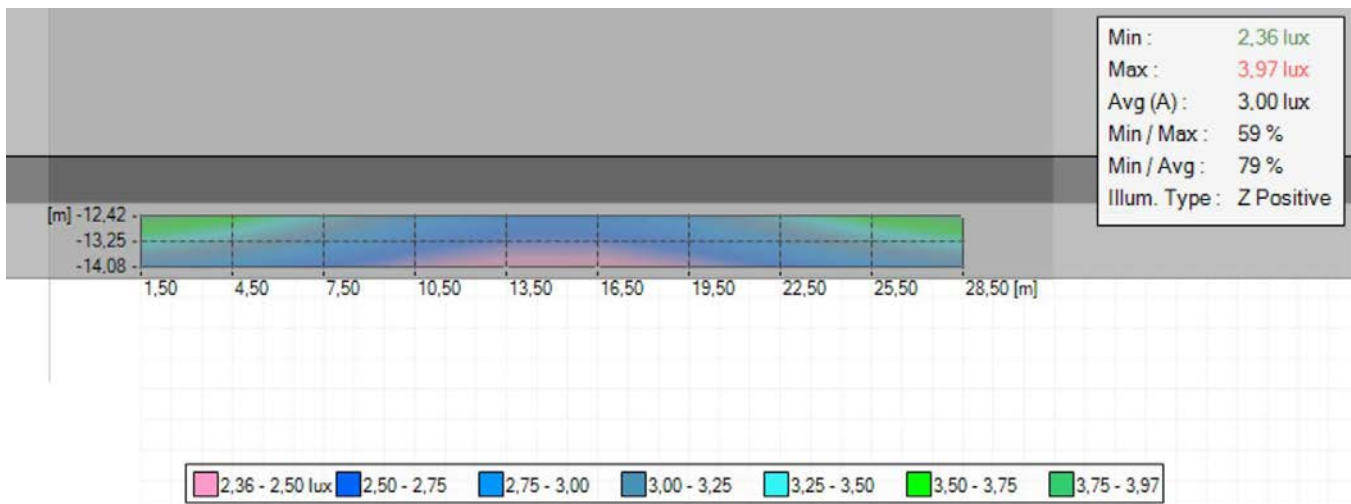 Min : 2,36 lux
Max : 3,97 lux
Avg (A) : 3,00 lux
Min / Max : 59 %
Min / Avg : 79 %
Illum. Type : Z Positive
[m] -12,42
-13,25
-14,08
1,50 4,50 7,50 10,50 13,50 16,50 19,50 22,50 25,50 28,50 [m]
2,36 - 2,50 lux 2,50 - 2,75 2,75 - 3,00 3,00 - 3,25 3,25 - 3,50 3,50 - 3,75 3,75 - 3,97